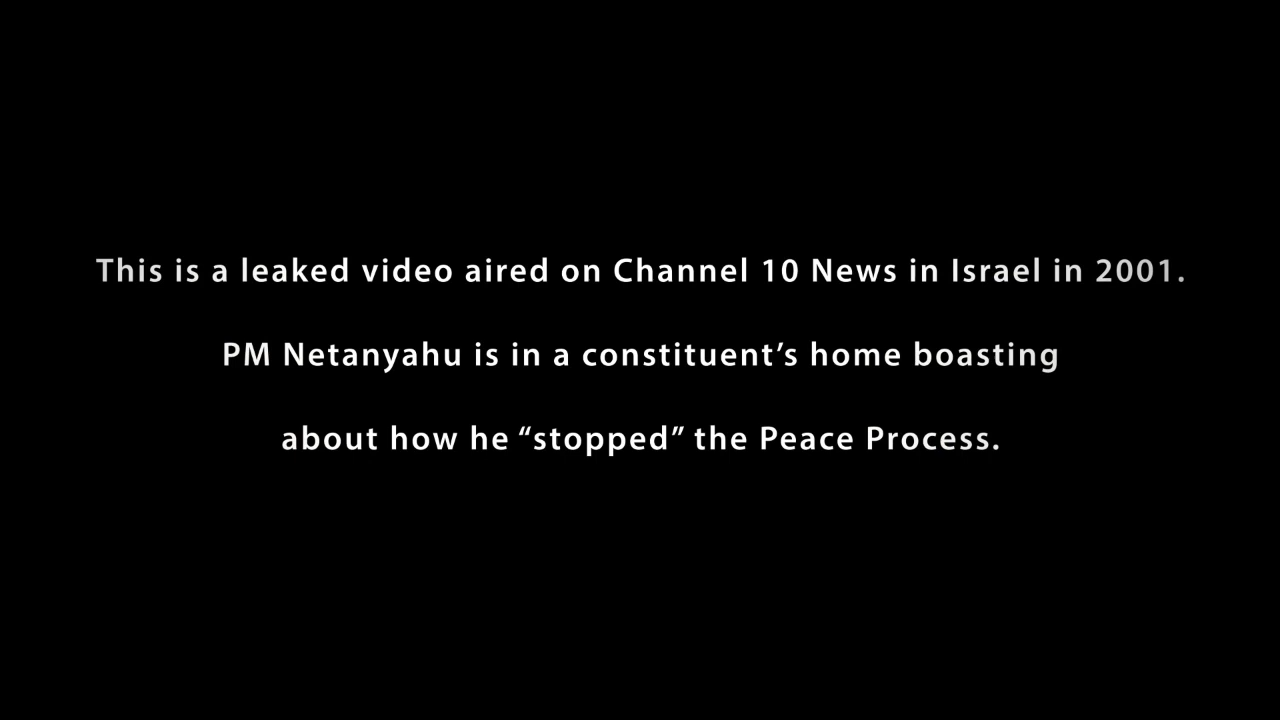 This is a leaked video aired on Channel 10 News in Israel in 2001.
PM Netanyahu is in a constituent’s home boasting
about how he “stopped” the Peace Process.